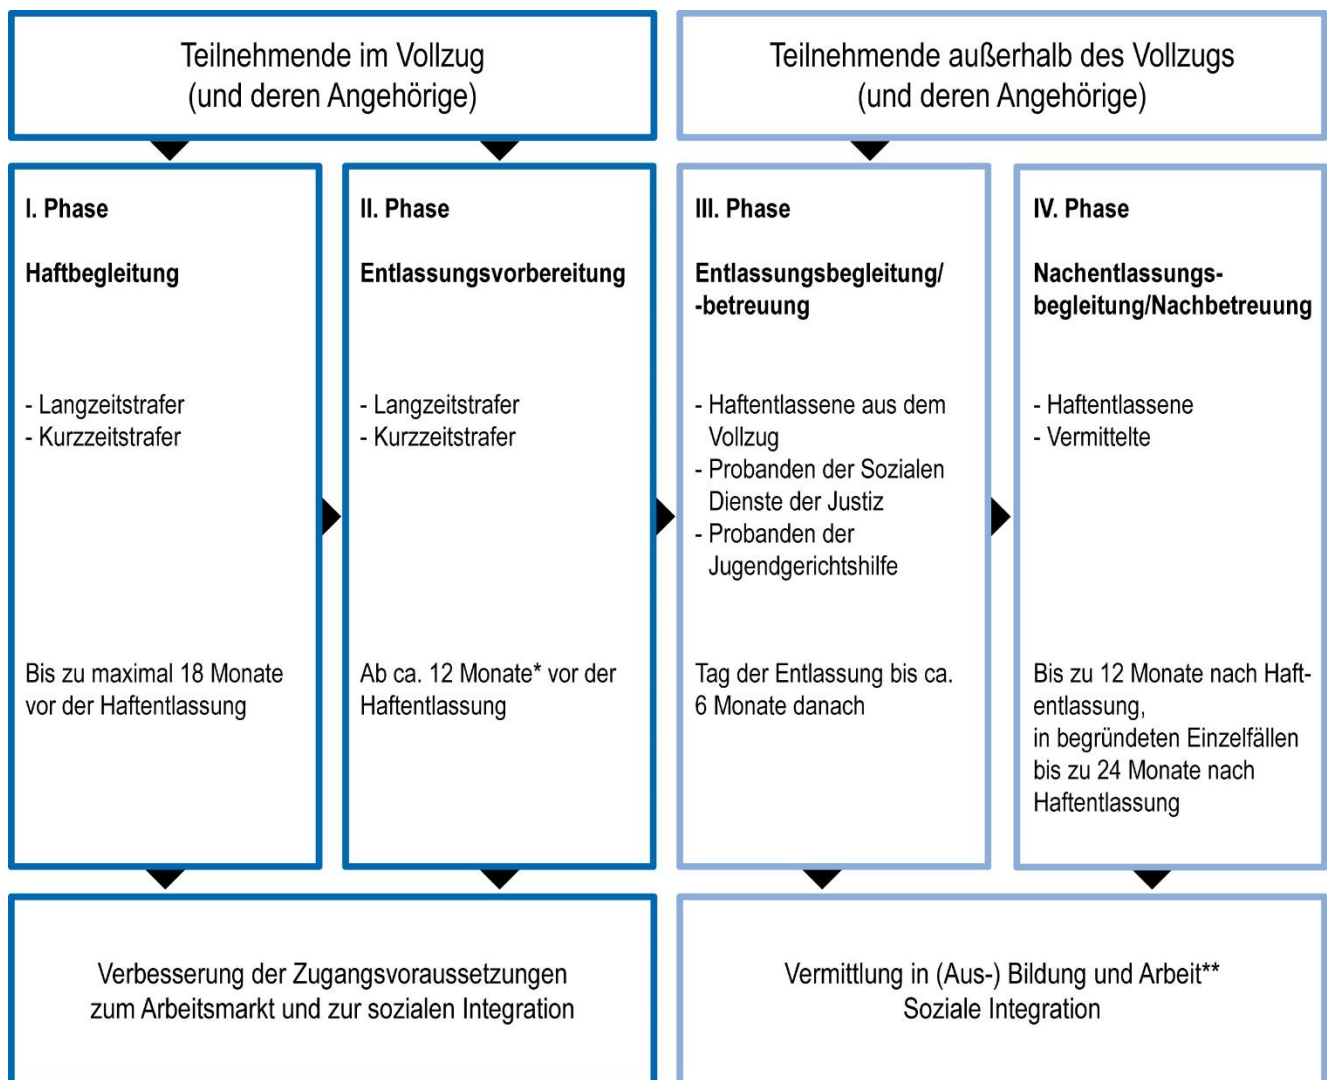 Teilnehmende im Vollzug
(und deren Angehörige)
Teilnehmende außerhalb des Vollzugs
(und deren Angehörige)
I. Phase
Haftbegleitung
- Langzeitstrafer
- Kurzzeitstrafer
Bis zu maximal 18 Monate
vor der Haftentlassung
II. Phase
Entlassungsvorbereitung
- Langzeitstrafer
- Kurzzeitstrafer
Ab ca. 12 Monate* vor der
Haftentlassung
III. Phase
Entlassungsbegleitung/
-betreuung
- Haftentlassene aus dem
Vollzug
- Probanden der Sozialen
Dienste der Justiz
- Probanden der
Jugendgerichtshilfe
Tag der Entlassung bis ca.
6 Monate danach
IV. Phase
Nachentlassungs-
begleitung/Nachbetreuung
- Haftentlassene
- Vermittelte
Bis zu 12 Monate nach Haft-
entlassung,
in begründeten Einzelfällen
bis zu 24 Monate nach
Haftentlassung
Verbesserung der Zugangsvoraussetzungen
zum Arbeitsmarkt und zur sozialen Integration
Vermittlung in (Aus-) Bildung und Arbeit**
Soziale Integration